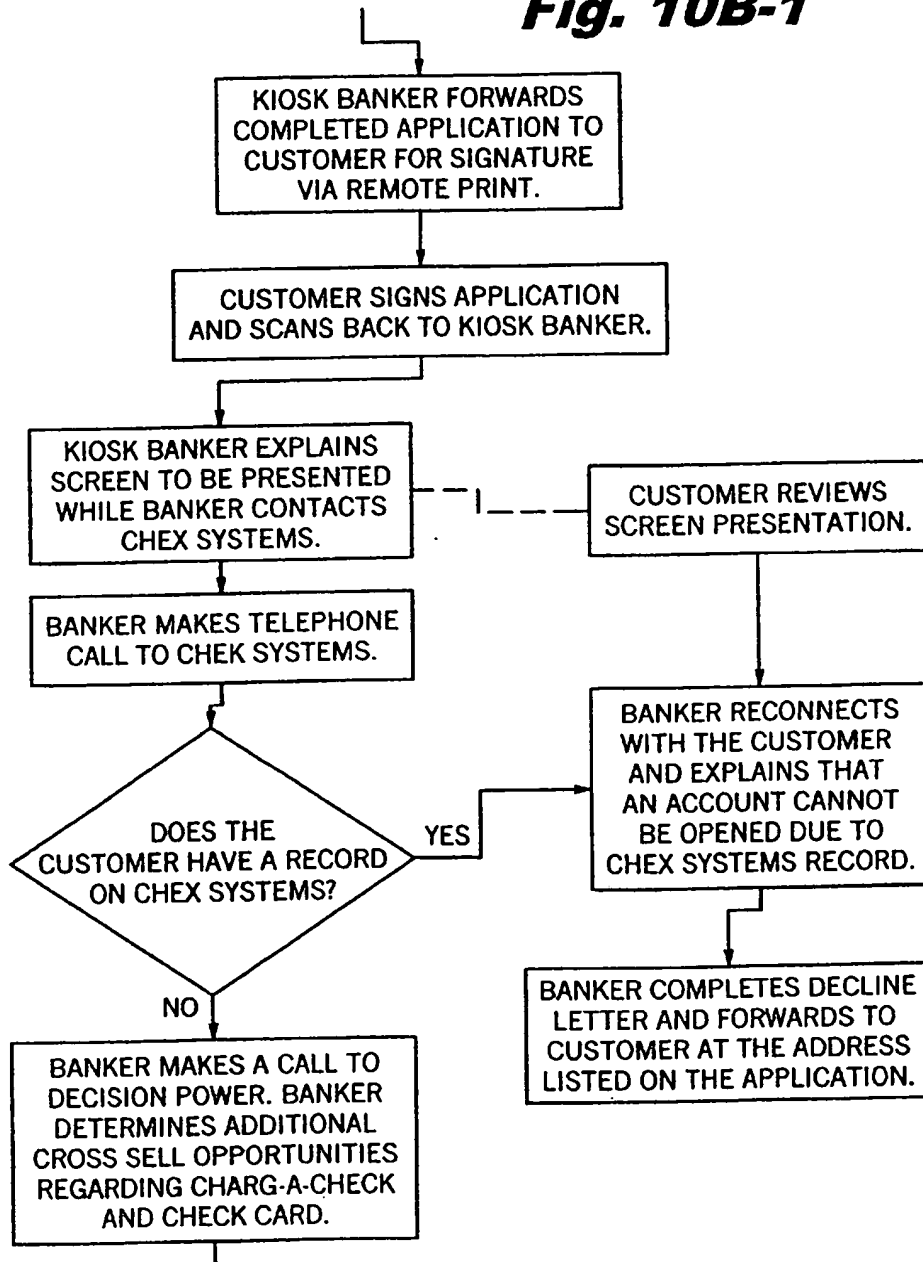 Fig. 10B-1
KIOSK BANKER FORWARDS
COMPLETED APPLICATION TO
CUSTOMER FOR SIGNATURE
VIA REMOTE PRINT.
CUSTOMER SIGNS APPLICATION
AND SCANS BACK TO KIOSK BANKER.
KIOSK BANKER EXPLAINS
SCREEN TO BE PRESENTED
WHILE BANKER CONTACTS
CHEX SYSTEMS.
CUSTOMER REVIEWS
SCREEN PRESENTATION.
BANKER MAKES TELEPHONE
CALL TO CHEK SYSTEMS.
DOES THE
CUSTOMER HAVE A RECORD
ON CHEX SYSTEMS?
YES
BANKER RECONNECTS
WITH THE CUSTOMER
AND EXPLAINS THAT
AN ACCOUNT CANNOT
BE OPENED DUE TO
CHEX SYSTEMS RECORD.
BANKER COMPLETES DECLINE
LETTER AND FORWARDS TO
CUSTOMER AT THE ADDRESS
LISTED ON THE APPLICATION.
NO
BANKER MAKES A CALL TO
DECISION POWER. BANKER
DETERMINES ADDITIONAL
CROSS SELL OPPORTUNITIES
REGARDING CHARG-A-CHECK
AND CHECK CARD.